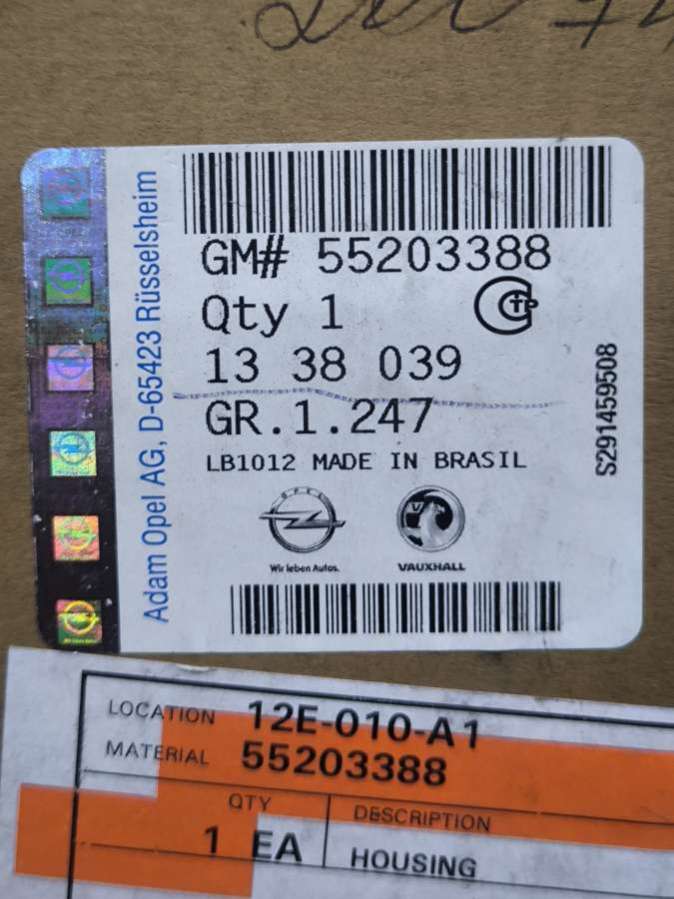 GM# 55203388
Qty 1
13 38 039
GR.1.247
LB1012 MADE IN BRASIL
OPEL
Wir leben Autos.
VAUXHALL
Adam Opel AG, D-65423 Rüsselsheim
S291459508
LOCATION 12E-010-A1
MATERIAL 55203388
QTY DESCRIPTION
1 EA HOUSING